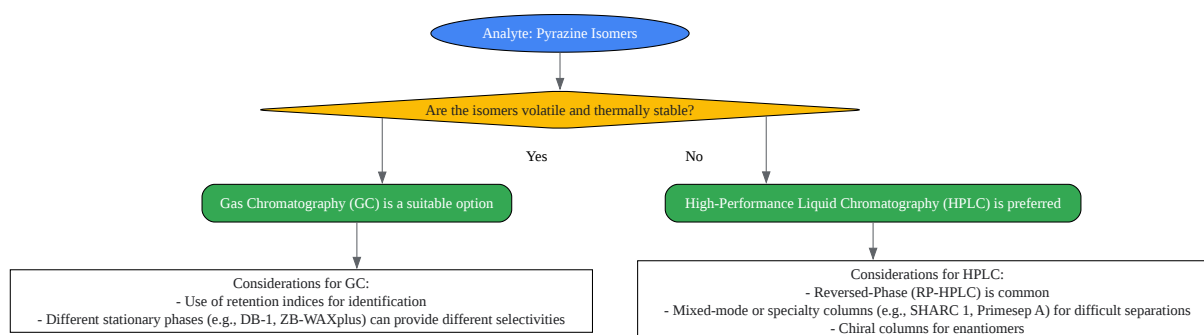 Analyte: Pyrazine Isomers
Are the isomers volatile and thermally stable?
Yes
No
Gas Chromatography (GC) is a suitable option
High-Performance Liquid Chromatography (HPLC) is preferred
Considerations for GC:
- Use of retention indices for identification
- Different stationary phases (e.g., DB-1, ZB-WAXplus) can provide different selectivities
Considerations for HPLC:
- Reversed-Phase (RP-HPLC) is common
- Mixed-mode or specialty columns (e.g., SHARC 1, Primesep A) for difficult separations
- Chiral columns for enantiomers